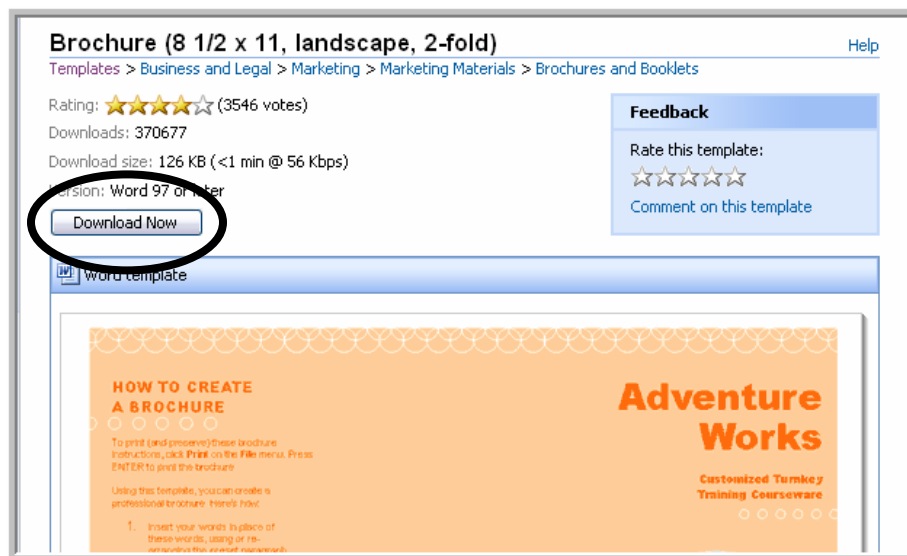 Brochure (8 1/2 x 11, landscape, 2-fold)
Help
Templates > Business and Legal > Marketing > Marketing Materials > Brochures and Booklets
Rating: (3546 votes)
Downloads: 370677
Download size: 126 KB (<1 min @ 56 Kbps)
Version: Word 97 or later
Download Now
Feedback
Rate this template:
Comment on this template
Word template
HOW TO CREATE
A BROCHURE
To print (and preserve) these brochure
instructions, click Print on the File menu. Press
ENTER to print the brochure
Using this template, you can create a
professional brochure. Here's how:
1. Insert your words in place of
these words, using or re-
arranging the preset paragraph
Adventure
Works
Customized Turnkey
Training Courseware